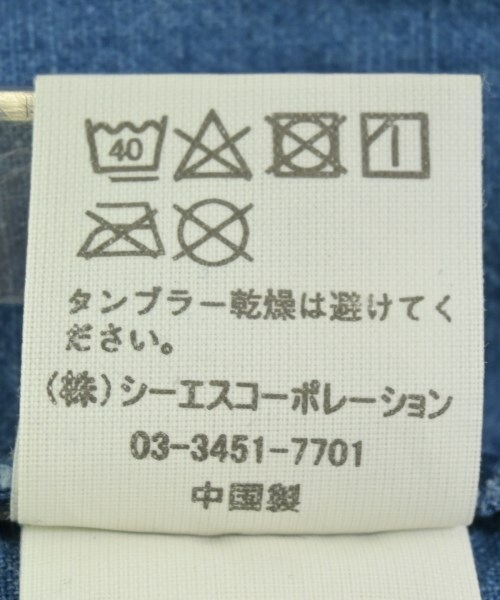 40
タンブラー乾燥は避けてく
ださい。
(株)シーエスコーポレーション
03-3451-7701
中国製